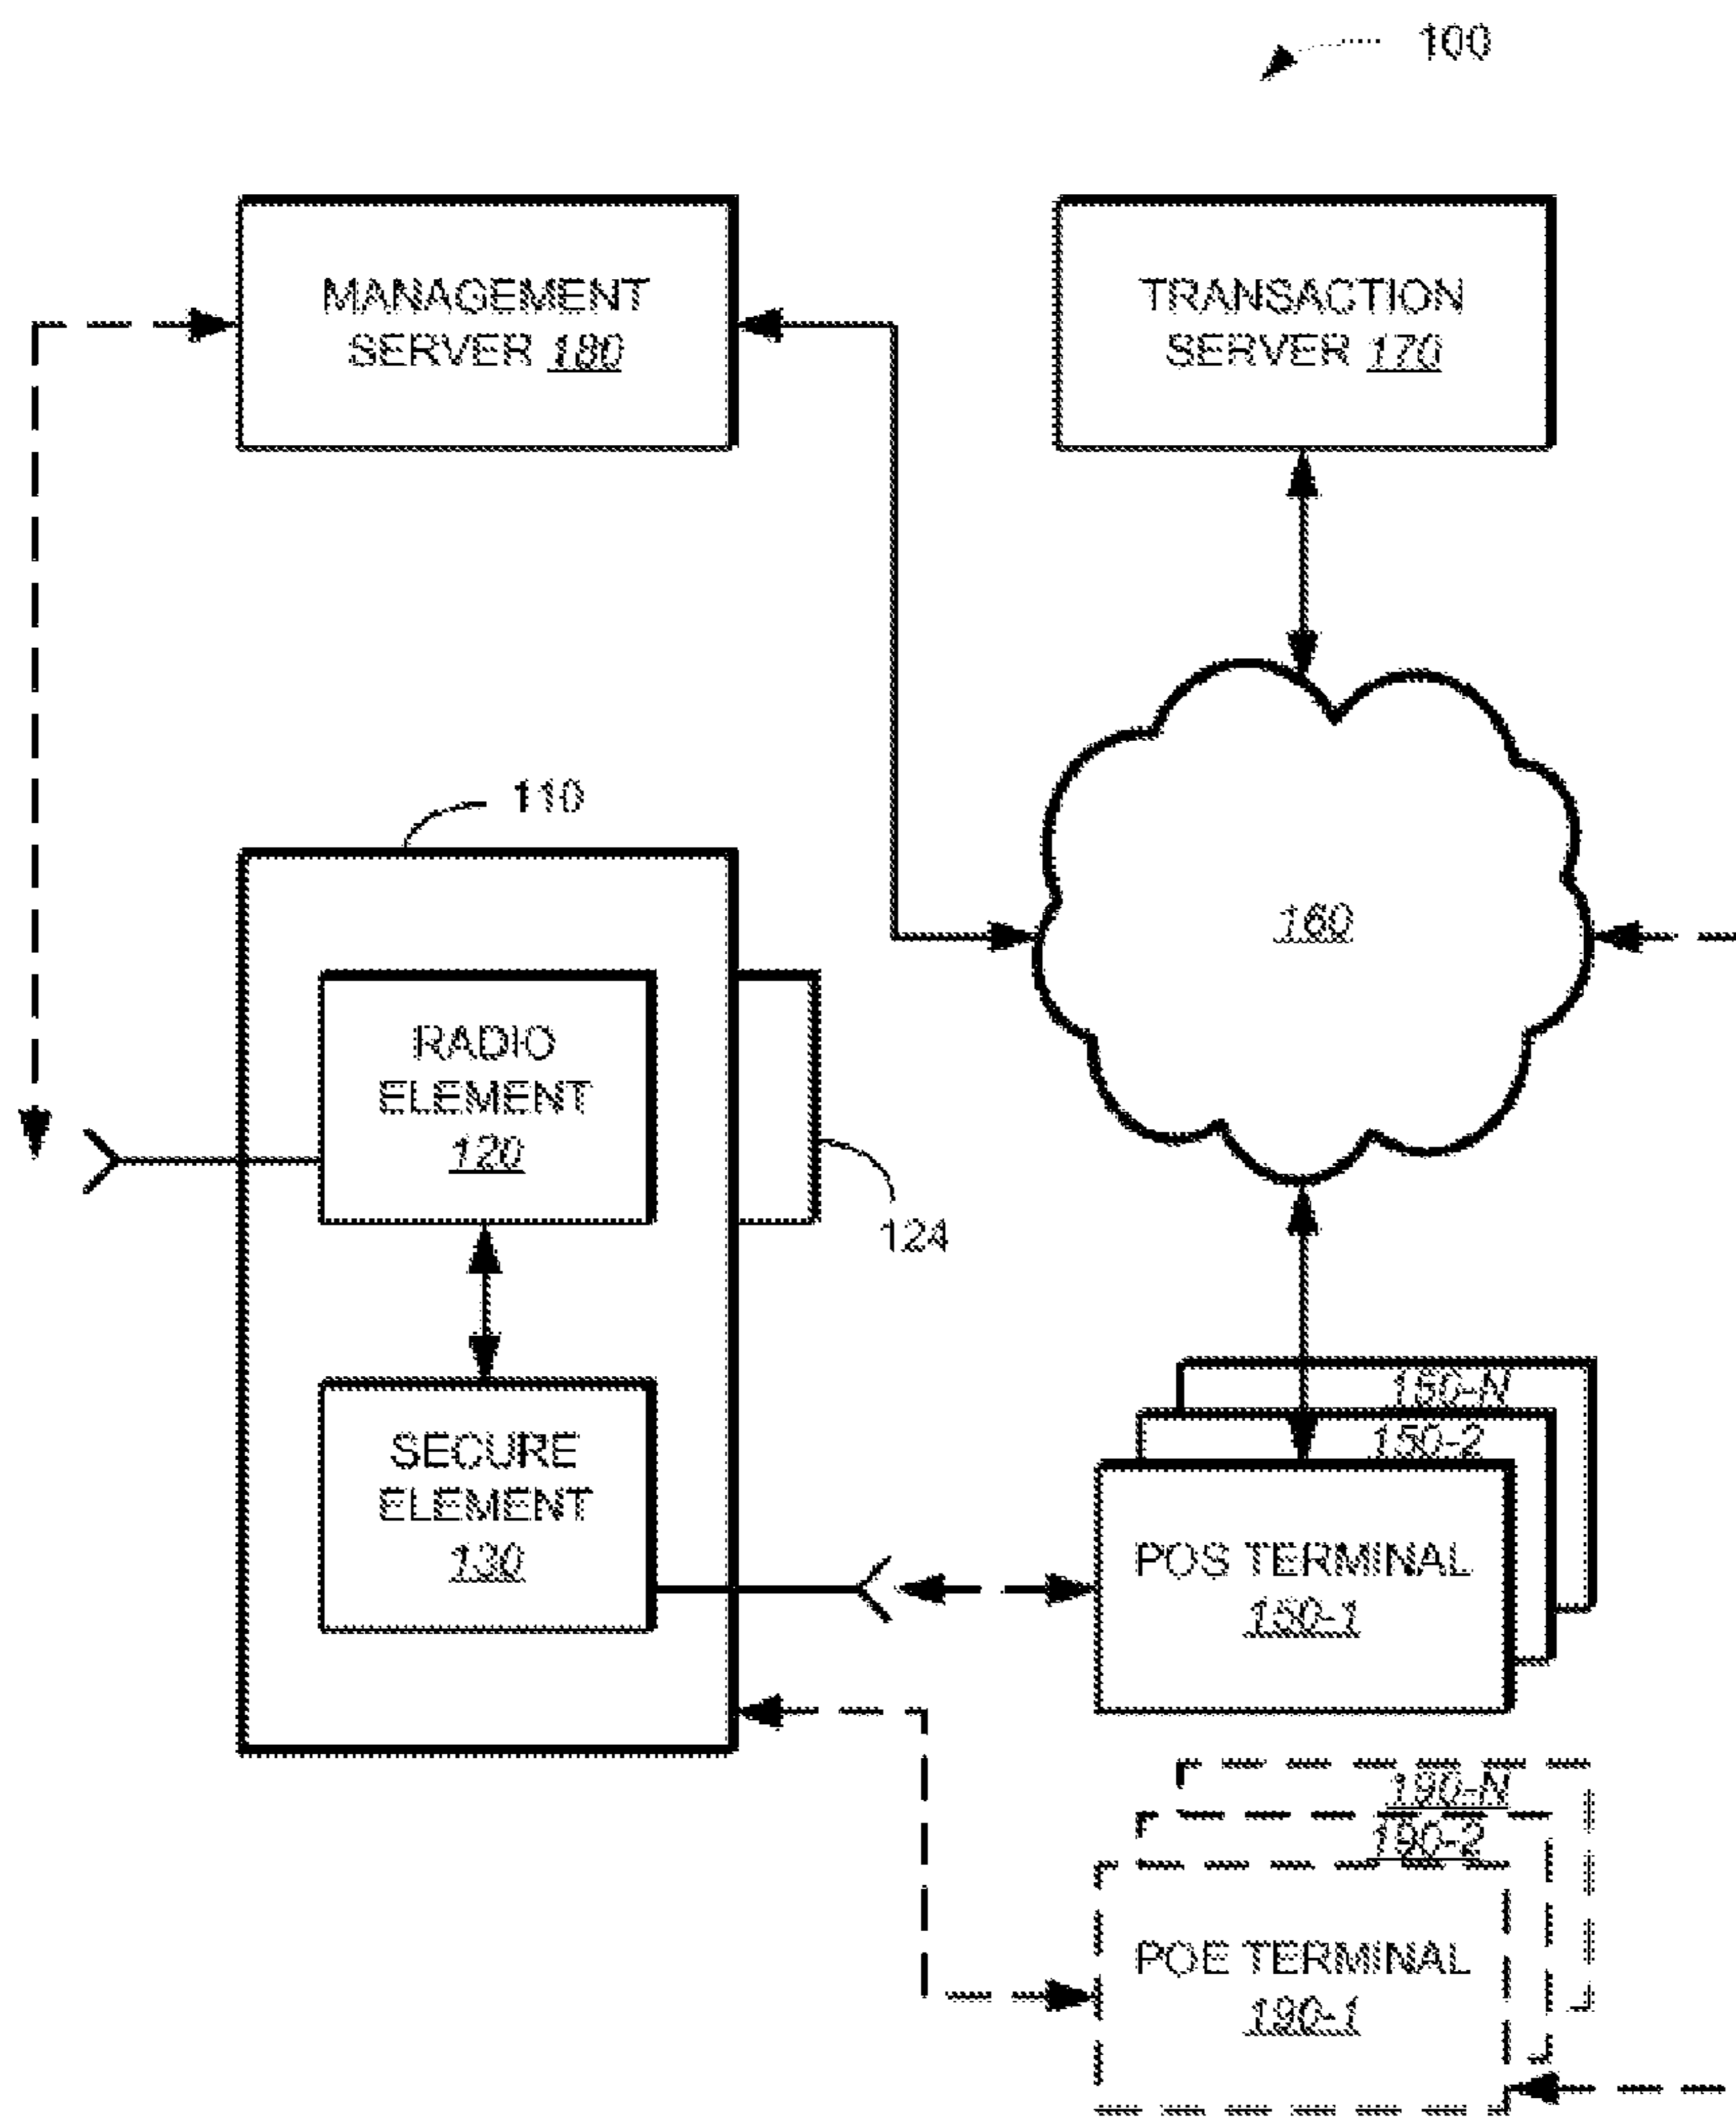 100
MANAGEMENT
SERVER 180
TRANSACTION
SERVER 170
110
160
RADIO
ELEMENT
120
124
SECURE
ELEMENT
130
150-N
150-2
POS TERMINAL
150-1
190-N
190-2
POE TERMINAL
190-1